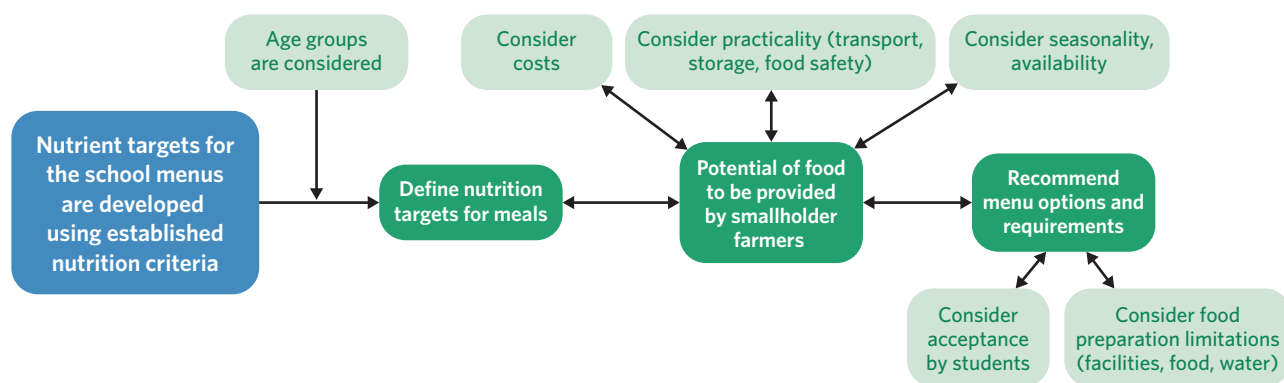 Age groups
are considered
Consider
costs
Consider practicality (transport,
storage, food safety)
Consider seasonality,
availability
Nutrient targets for
the school menus
are developed
using established
nutrition criteria
Define nutrition
targets for meals
Potential of food
to be provided
by smallholder
farmers
Recommend
menu options and
requirements
Consider
acceptance
by students
Consider food
preparation limitations
(facilities, food, water)